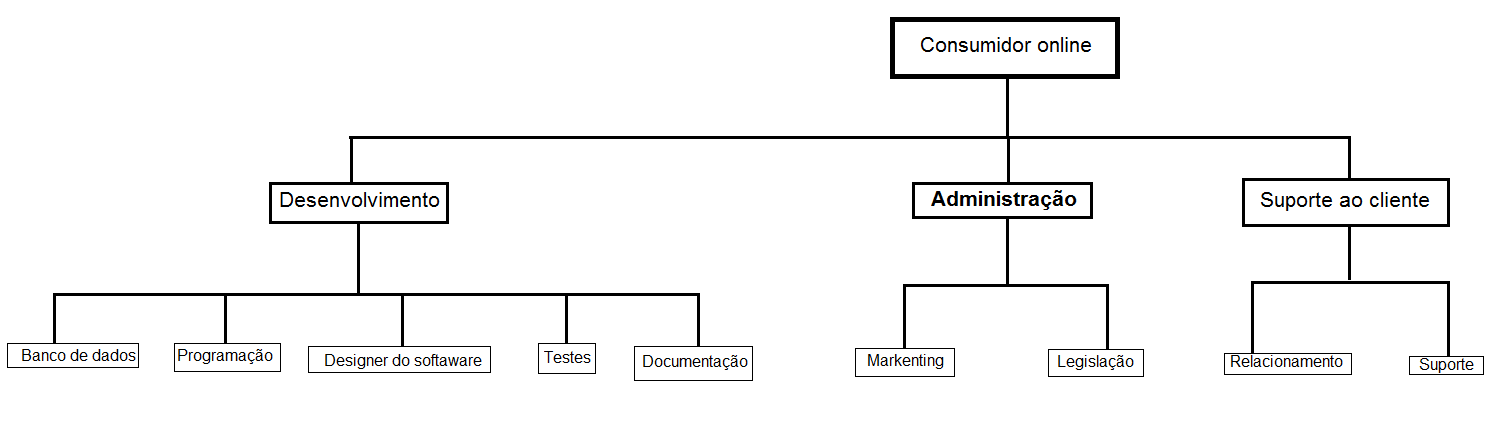 Consumidor online
Desenvolvimento
Administração
Suporte ao cliente
Banco de dados
Programação
Designer do softaware
Testes
Documentação
Markenting
Legislação
Relacionamento
Suporte